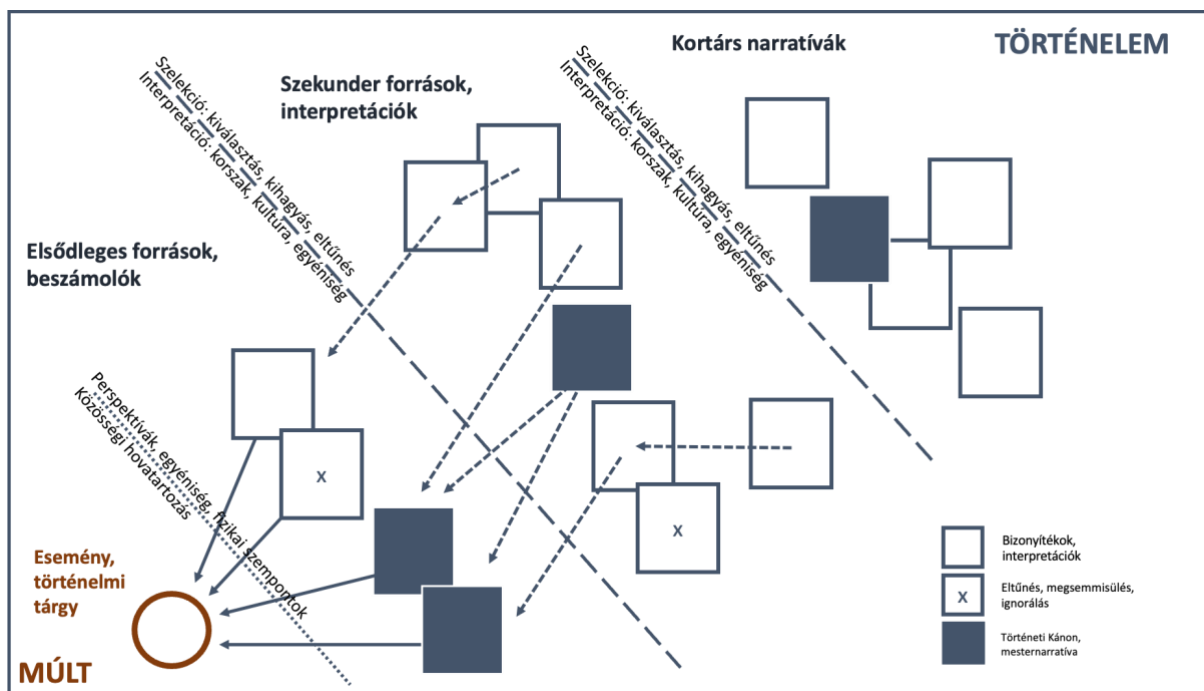 Kortárs narratívák
TÖRTÉNELEM
Szekunder források,
interpretációk
Szelekció: kiválasztás, kihagyás, eltűnés
Interpretáció: korszak, kultúra, egyéniség
Szelekció: kiválasztás, kihagyás, eltűnés
Interpretáció: korszak, kultúra, egyéniség
Elsődleges források,
beszámolók
Perspektívák, egyéniség, fizikai szempontok
Közösségi hovatartozás
X
X
Esemény,
történelmi
tárgy
MÚLT
Bizonyítékok,
interpretációk
X
Eltűnés, megsemmisülés,
ignorálás
Történeti Kánon,
mesternarratíva